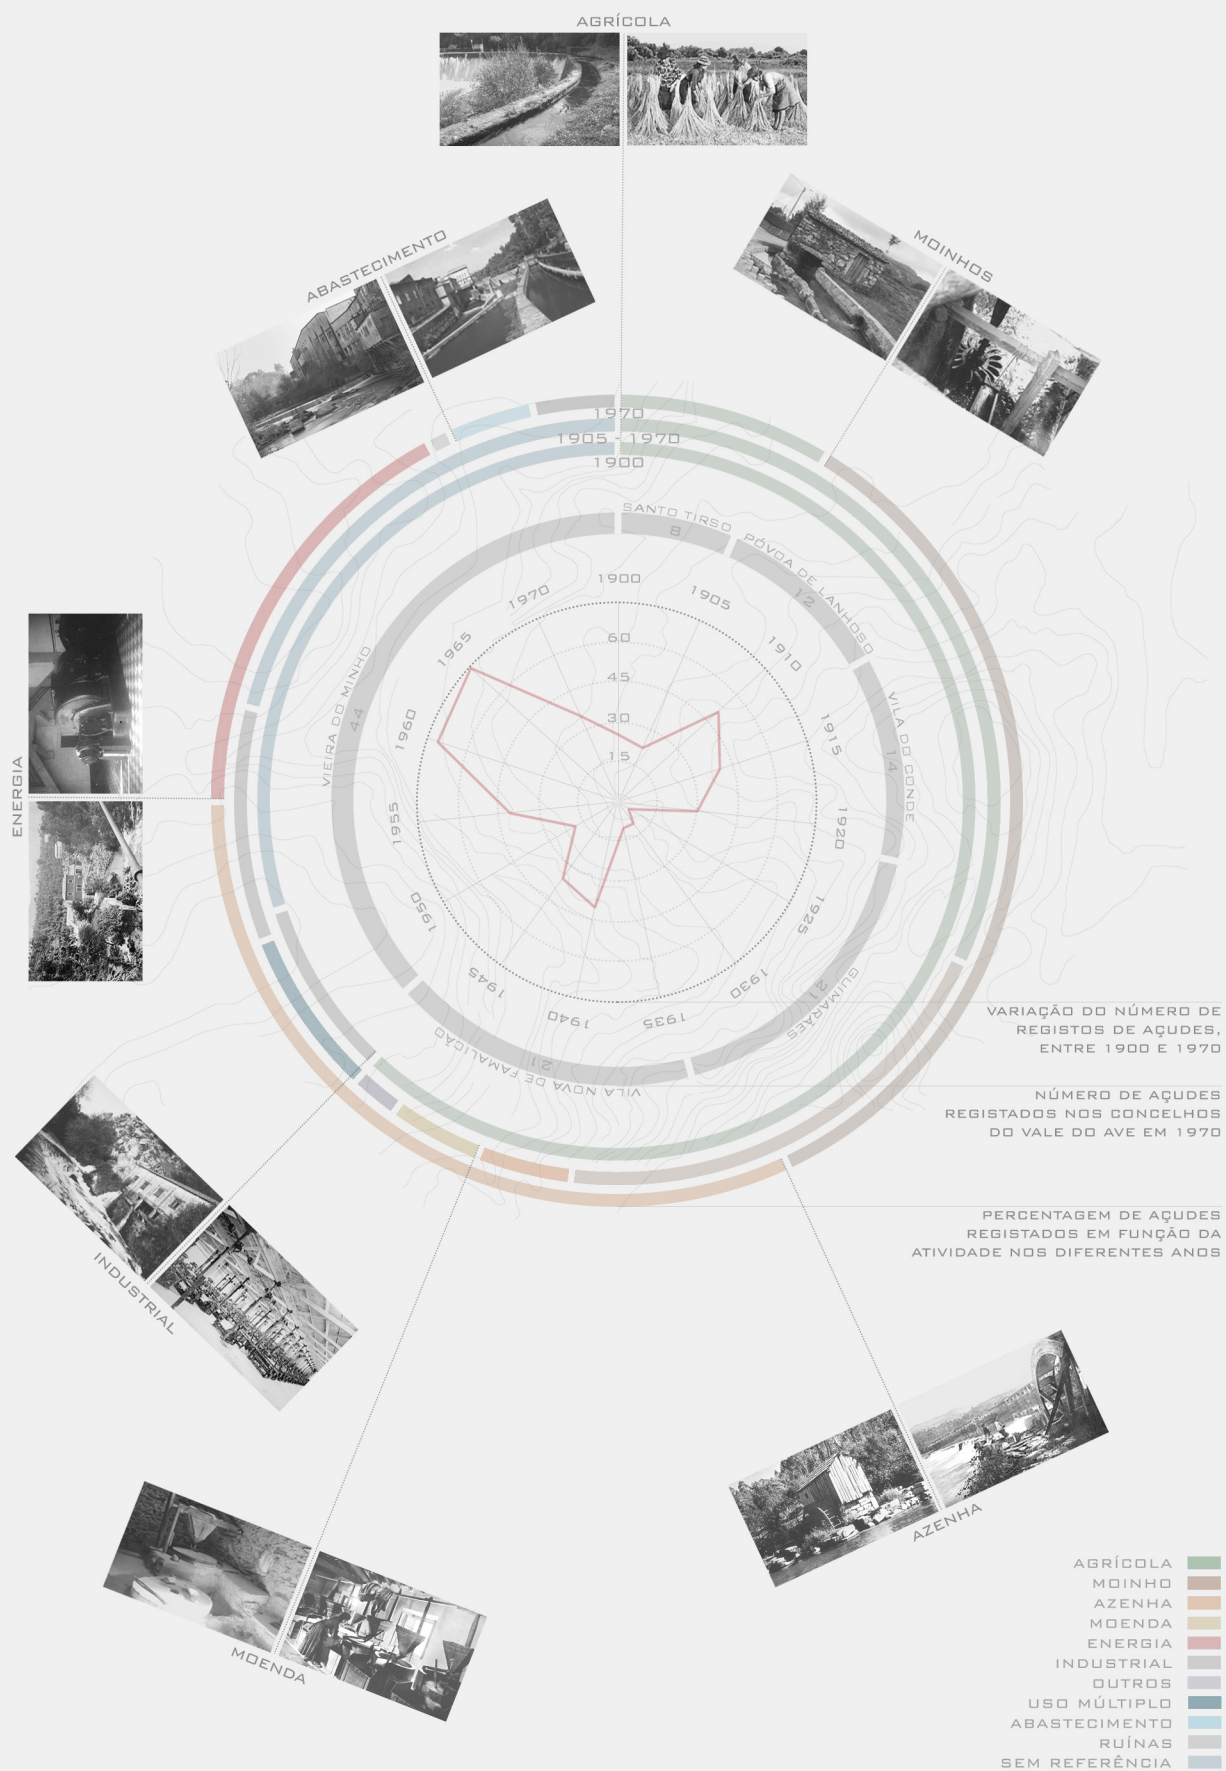 AGRÍCOLA
ABASTECIMENTO
MOINHOS
1970
1905 - 1970
1900
SANTO TIRSO
8
PÓVOA DE LANHOSO
12
VILA DO CONDE
14
GUIMARÃES
21
VILA NOVA DE FAMALICÃO
21
VIEIRA DO MINHO
44
1900
1905
1910
1915
1920
1925
1930
1935
1940
1945
1950
1955
1960
1965
1970
60
45
30
15
ENERGIA
VARIAÇÃO DO NÚMERO DE
REGISTOS DE AÇUDES,
ENTRE 1900 E 1970
NÚMERO DE AÇUDES
REGISTADOS NOS CONCELHOS
DO VALE DO AVE EM 1970
PERCENTAGEM DE AÇUDES
REGISTADOS EM FUNÇÃO DA
ATIVIDADE NOS DIFERENTES ANOS
INDUSTRIAL
MOENDA
AZENHA
AGRÍCOLA
MOINHO
AZENHA
MOENDA
ENERGIA
INDUSTRIAL
OUTROS
USO MÚLTIPLO
ABASTECIMENTO
RUÍNAS
SEM REFERÊNCIA